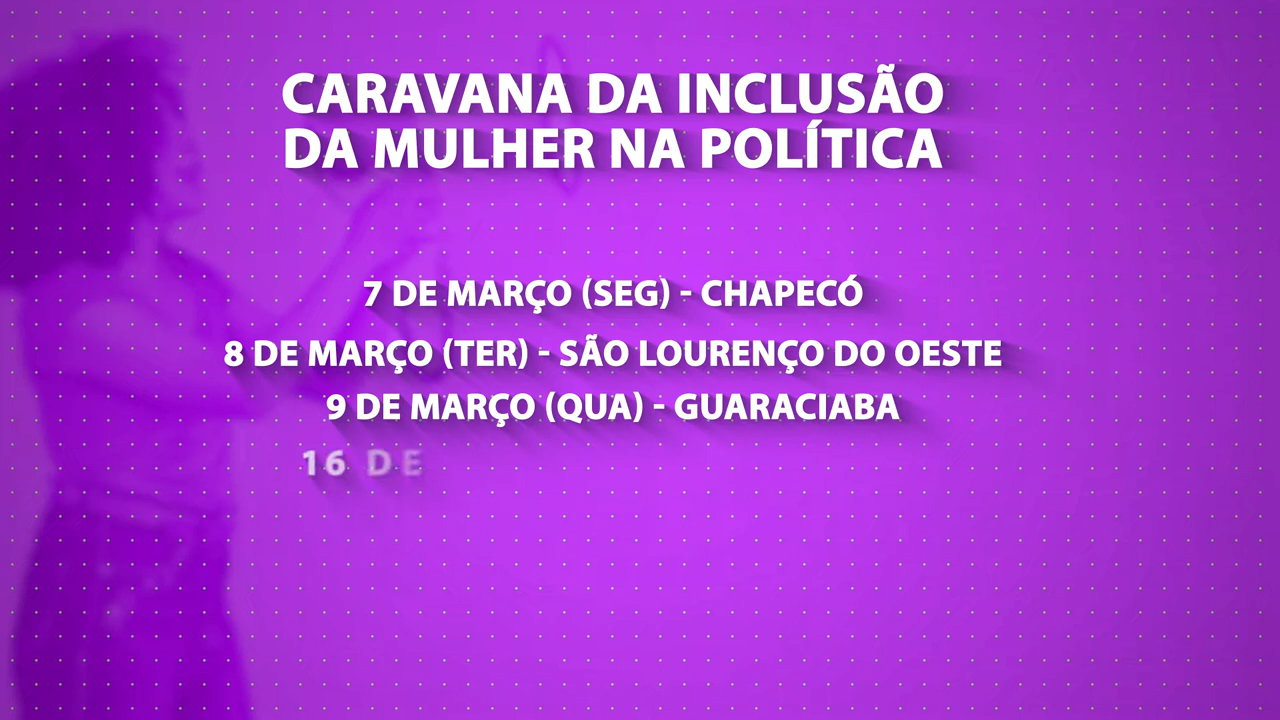 CARAVANA DA INCLUSÃO
DA MULHER NA POLÍTICA
7 DE MARÇO (SEG) - CHAPECÓ
8 DE MARÇO (TER) - SÃO LOURENÇO DO OESTE
9 DE MARÇO (QUA) - GUARACIABA
16 DE